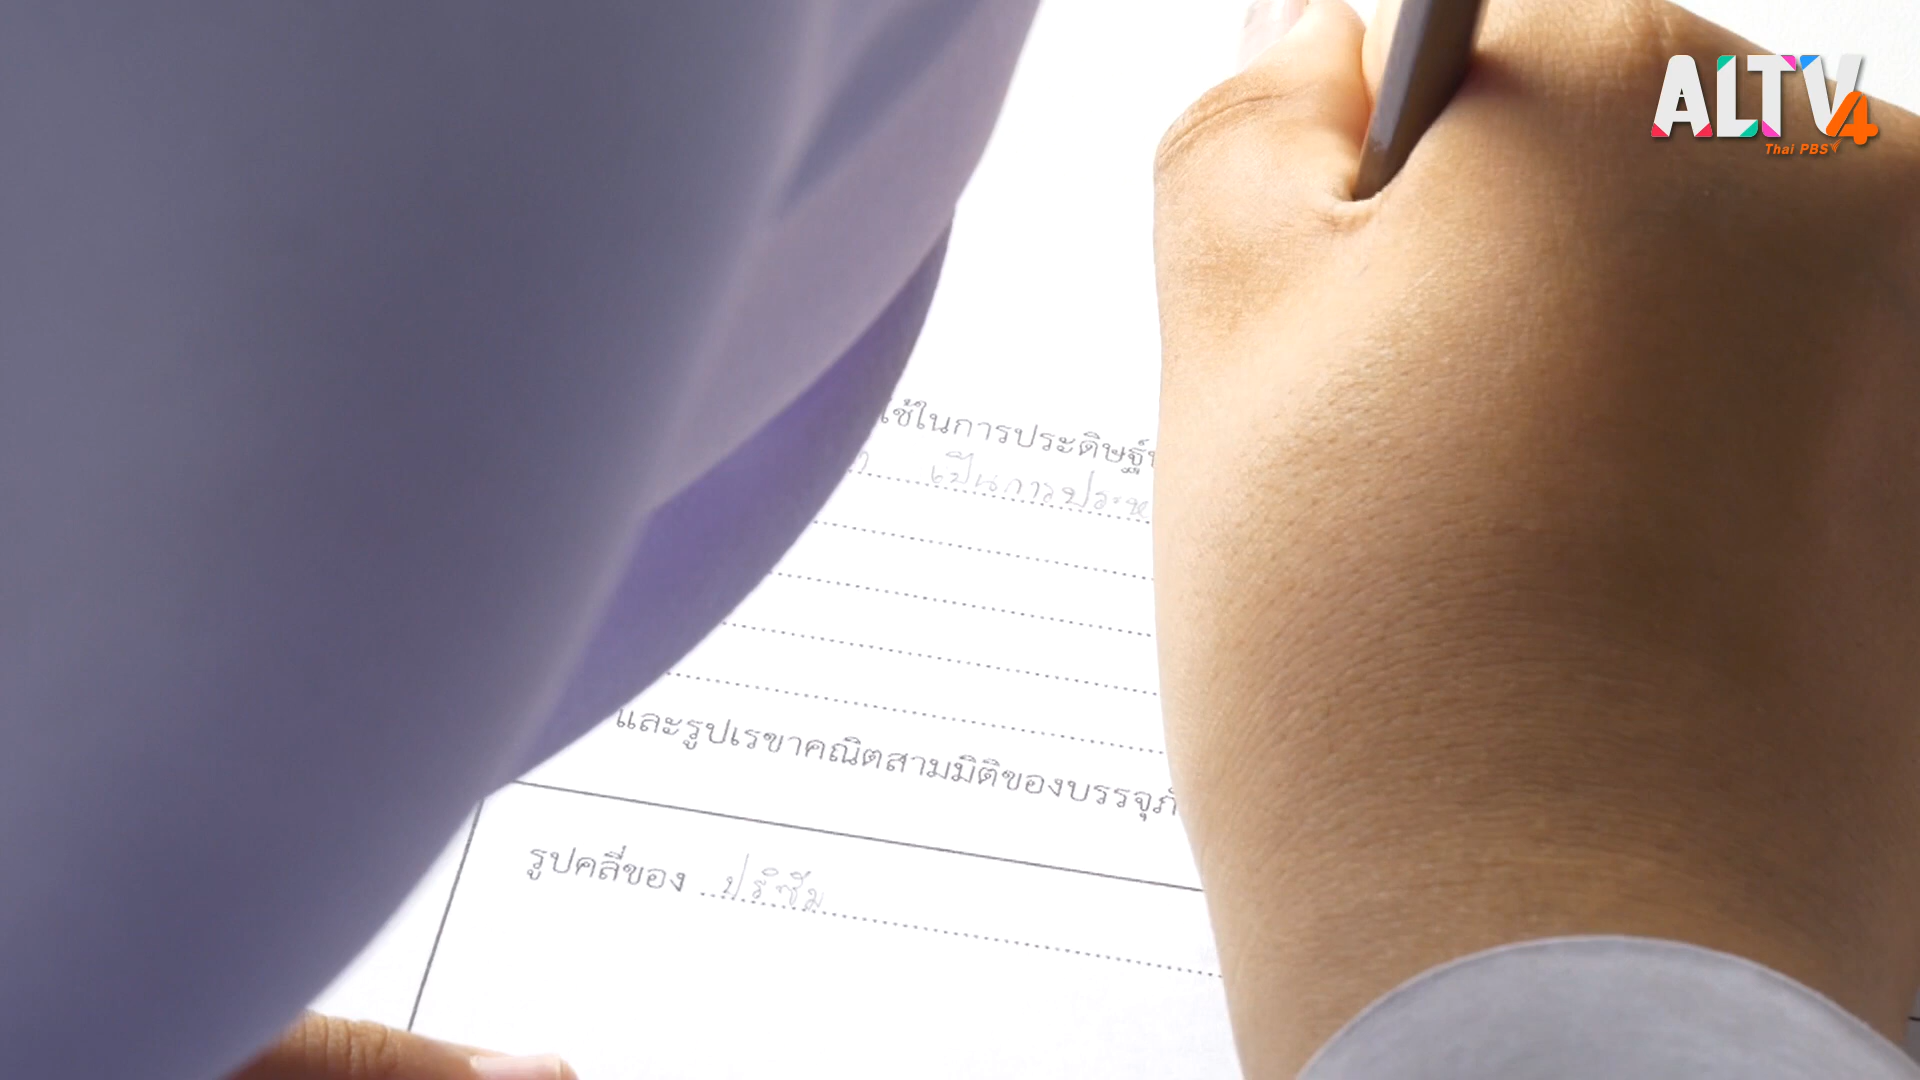 ALTV4
Thai PBS
ใช้ในการประดิษฐ์
เป็นการประห
และรูปเรขาคณิตสามมิติของบรรจุภั
รูปคลี่ของ ปริซึม